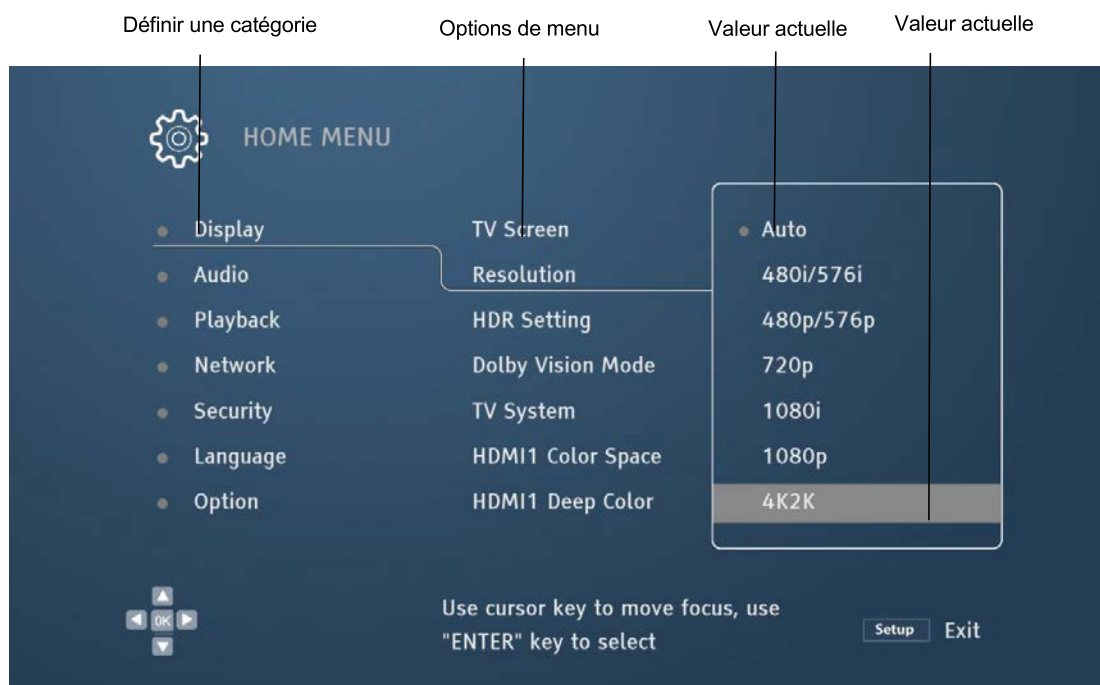 Définir une catégorie
Options de menu
Valeur actuelle
Valeur actuelle
HOME MENU
Display
Audio
Playback
Network
Security
Language
Option
TV Screen
Resolution
HDR Setting
Dolby Vision Mode
TV System
HDMI1 Color Space
HDMI1 Deep Color
Auto
480i/576i
480p/576p
720p
1080i
1080p
4K2K
OK
Use cursor key to move focus, use
"ENTER" key to select
Setup Exit